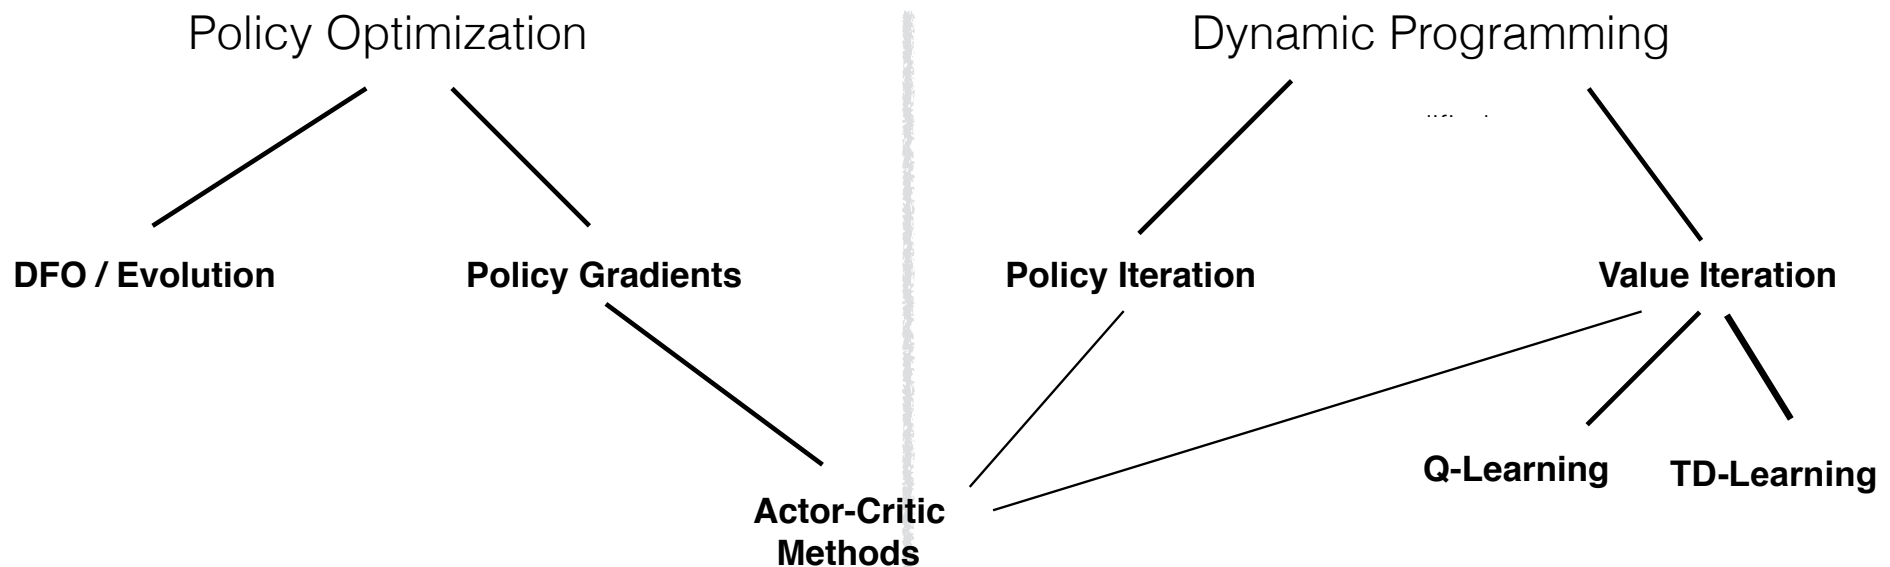 Policy Optimization
Dynamic Programming
DFO / Evolution
Policy Gradients
Policy Iteration
Value Iteration
Q-Learning
TD-Learning
Actor-Critic
Methods